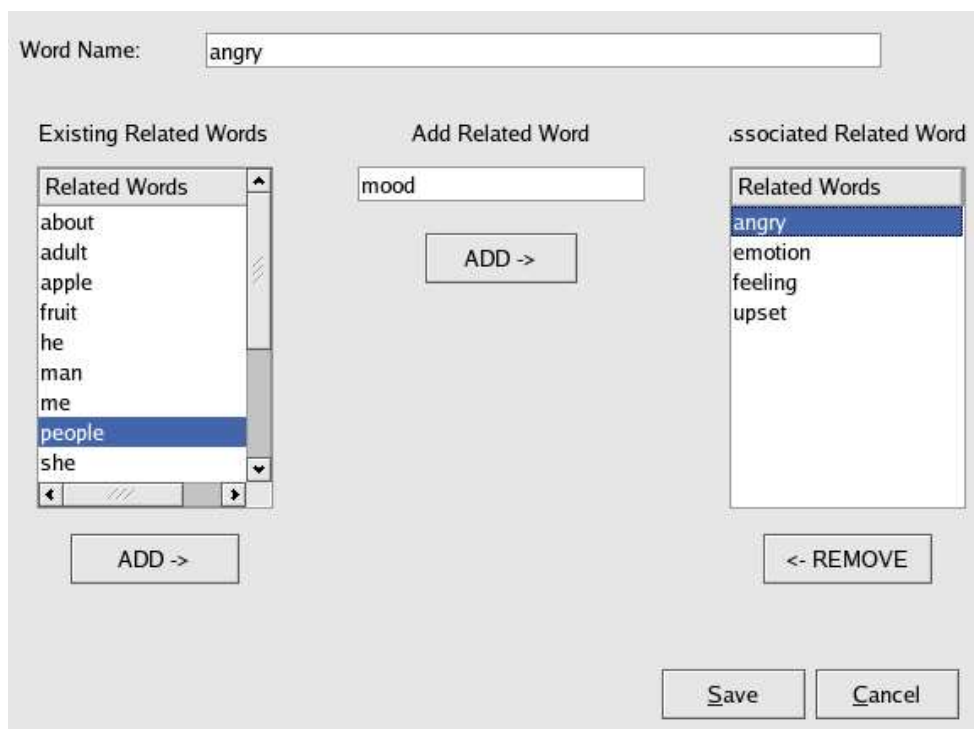 Word Name: angry
Existing Related Words
Related Words
about
adult
apple
fruit
he
man
me
people
she
ADD ->
Add Related Word
mood
ADD ->
ssociated Related Word
Related Words
angry
emotion
feeling
upset
<- REMOVE
Save Cancel